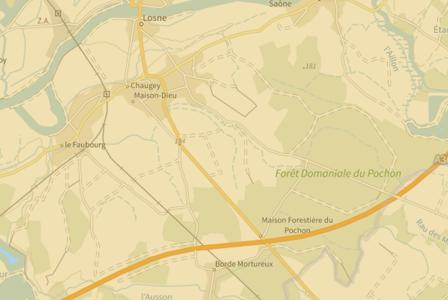 Saône
Losne
Z.A.
.181
l'Aillon
Chaugey
Maison-Dieu
le Faubourg
Forêt Domaniale du Pochon
Maison Forestière du
Pochon
Borde Mortureux
l'Ausson